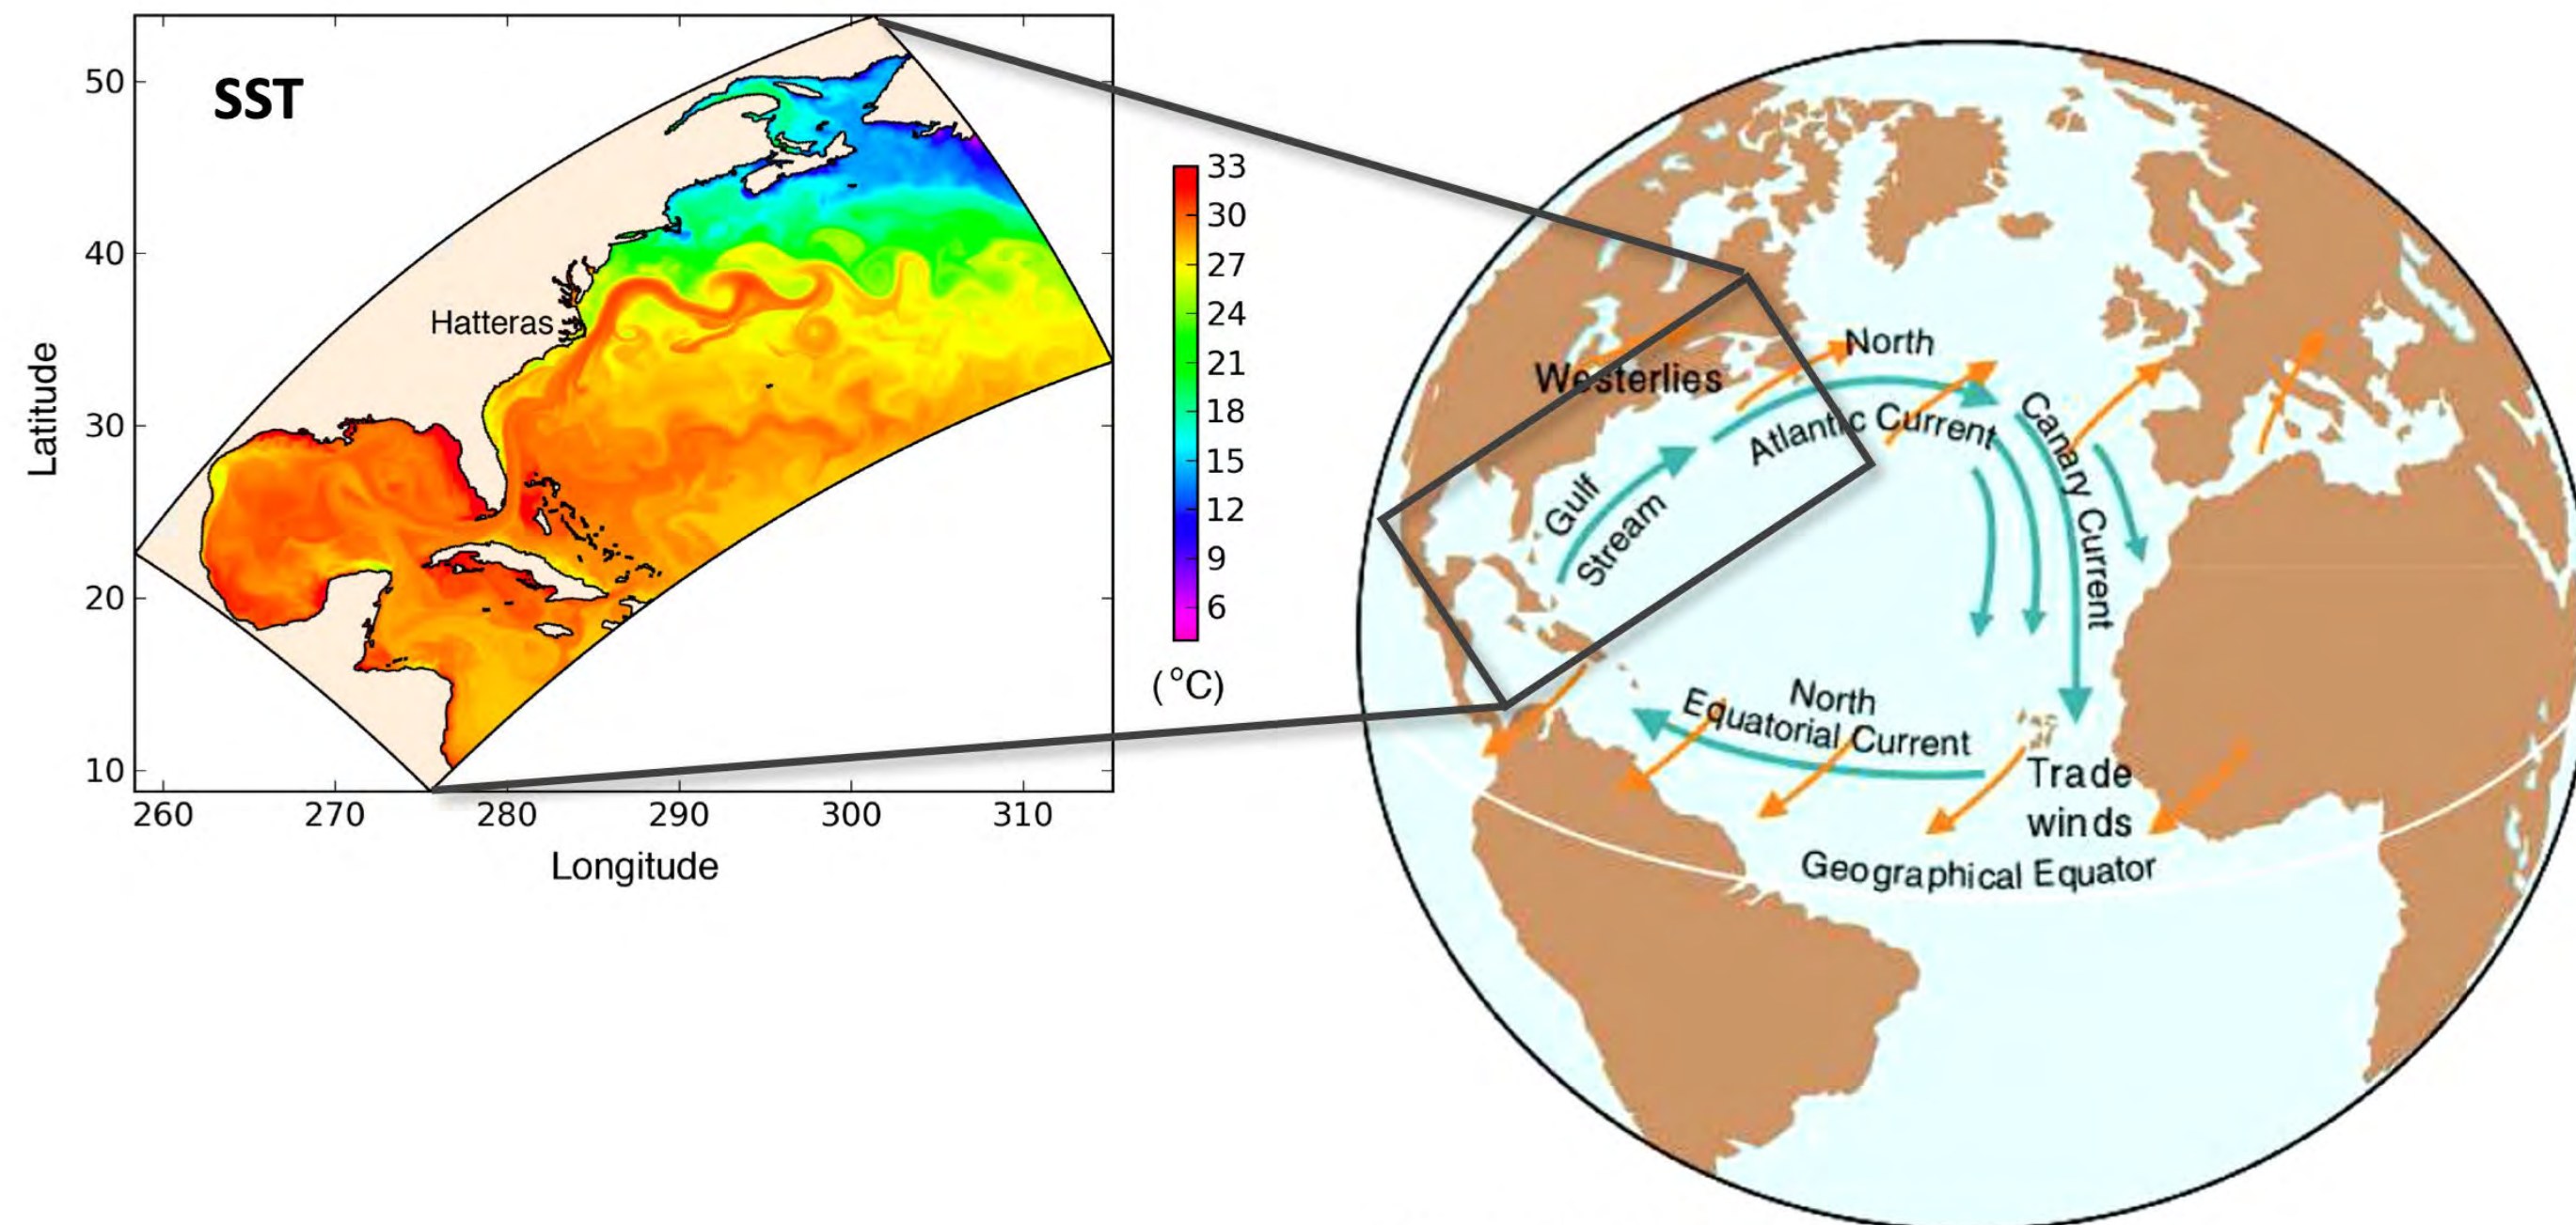 SST
50
40
30
20
10
Latitude
Hatteras
260 270 280 290 300 310
Longitude
33
30
27
24
21
18
15
12
9
6
(°C)
Westerlies
North
Atlantic Current
Gulf
Stream
Canary Current
North
Equatorial Current
Trade
winds
Geographical Equator